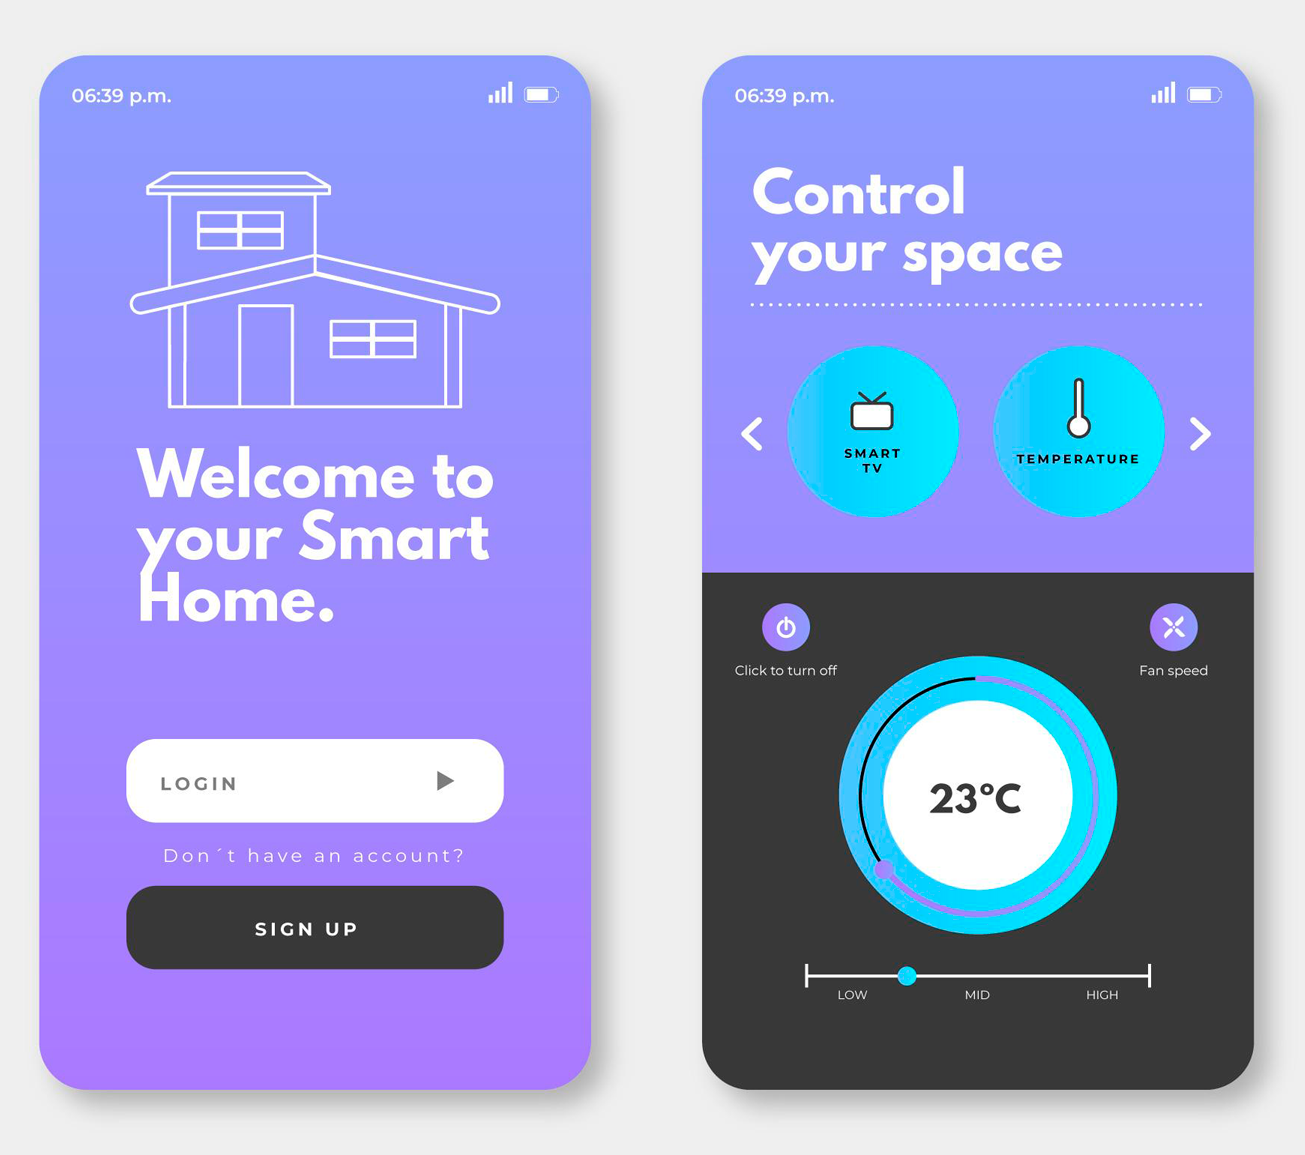 06:39 p.m.
Welcome to
your Smart
Home.
LOGIN
Don´t have an account?
SIGN UP
06:39 p.m.
Control
your space
SMART
TV
TEMPERATURE
Click to turn off
Fan speed
23°C
LOW MID HIGH